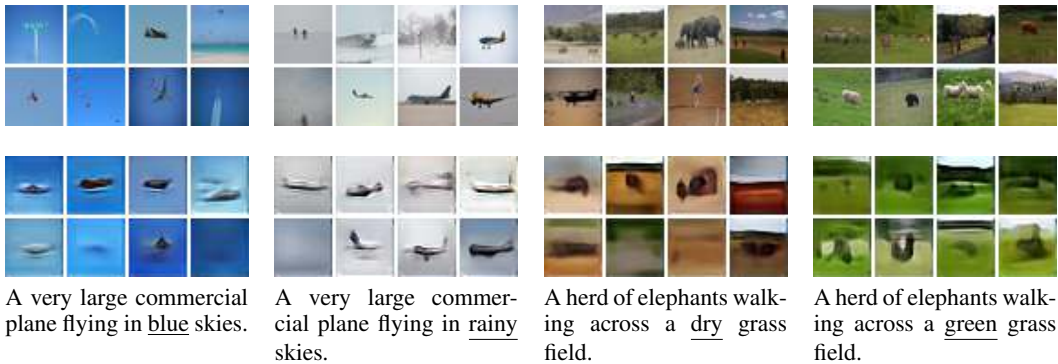 A very large commercial
plane flying in blue skies.
A very large commer-
cial plane flying in rainy
skies.
A herd of elephants walk-
ing across a dry grass
field.
A herd of elephants walk-
ing across a green grass
field.